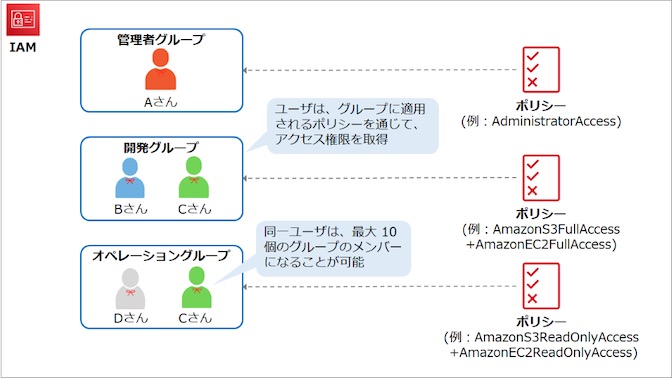 IAM
管理者グループ
Aさん
ポリシー
(例：AdministratorAccess)
ユーザは、グループに適用
されるポリシーを通じて、
アクセス権限を取得
開発グループ
Bさん
Cさん
ポリシー
(例：AmazonS3FullAccess
+AmazonEC2FullAccess)
同一ユーザは、最大 10
個のグループのメンバー
になることが可能
オペレーショングループ
Dさん
Cさん
ポリシー
(例：AmazonS3ReadOnlyAccess
+AmazonEC2ReadOnlyAccess)